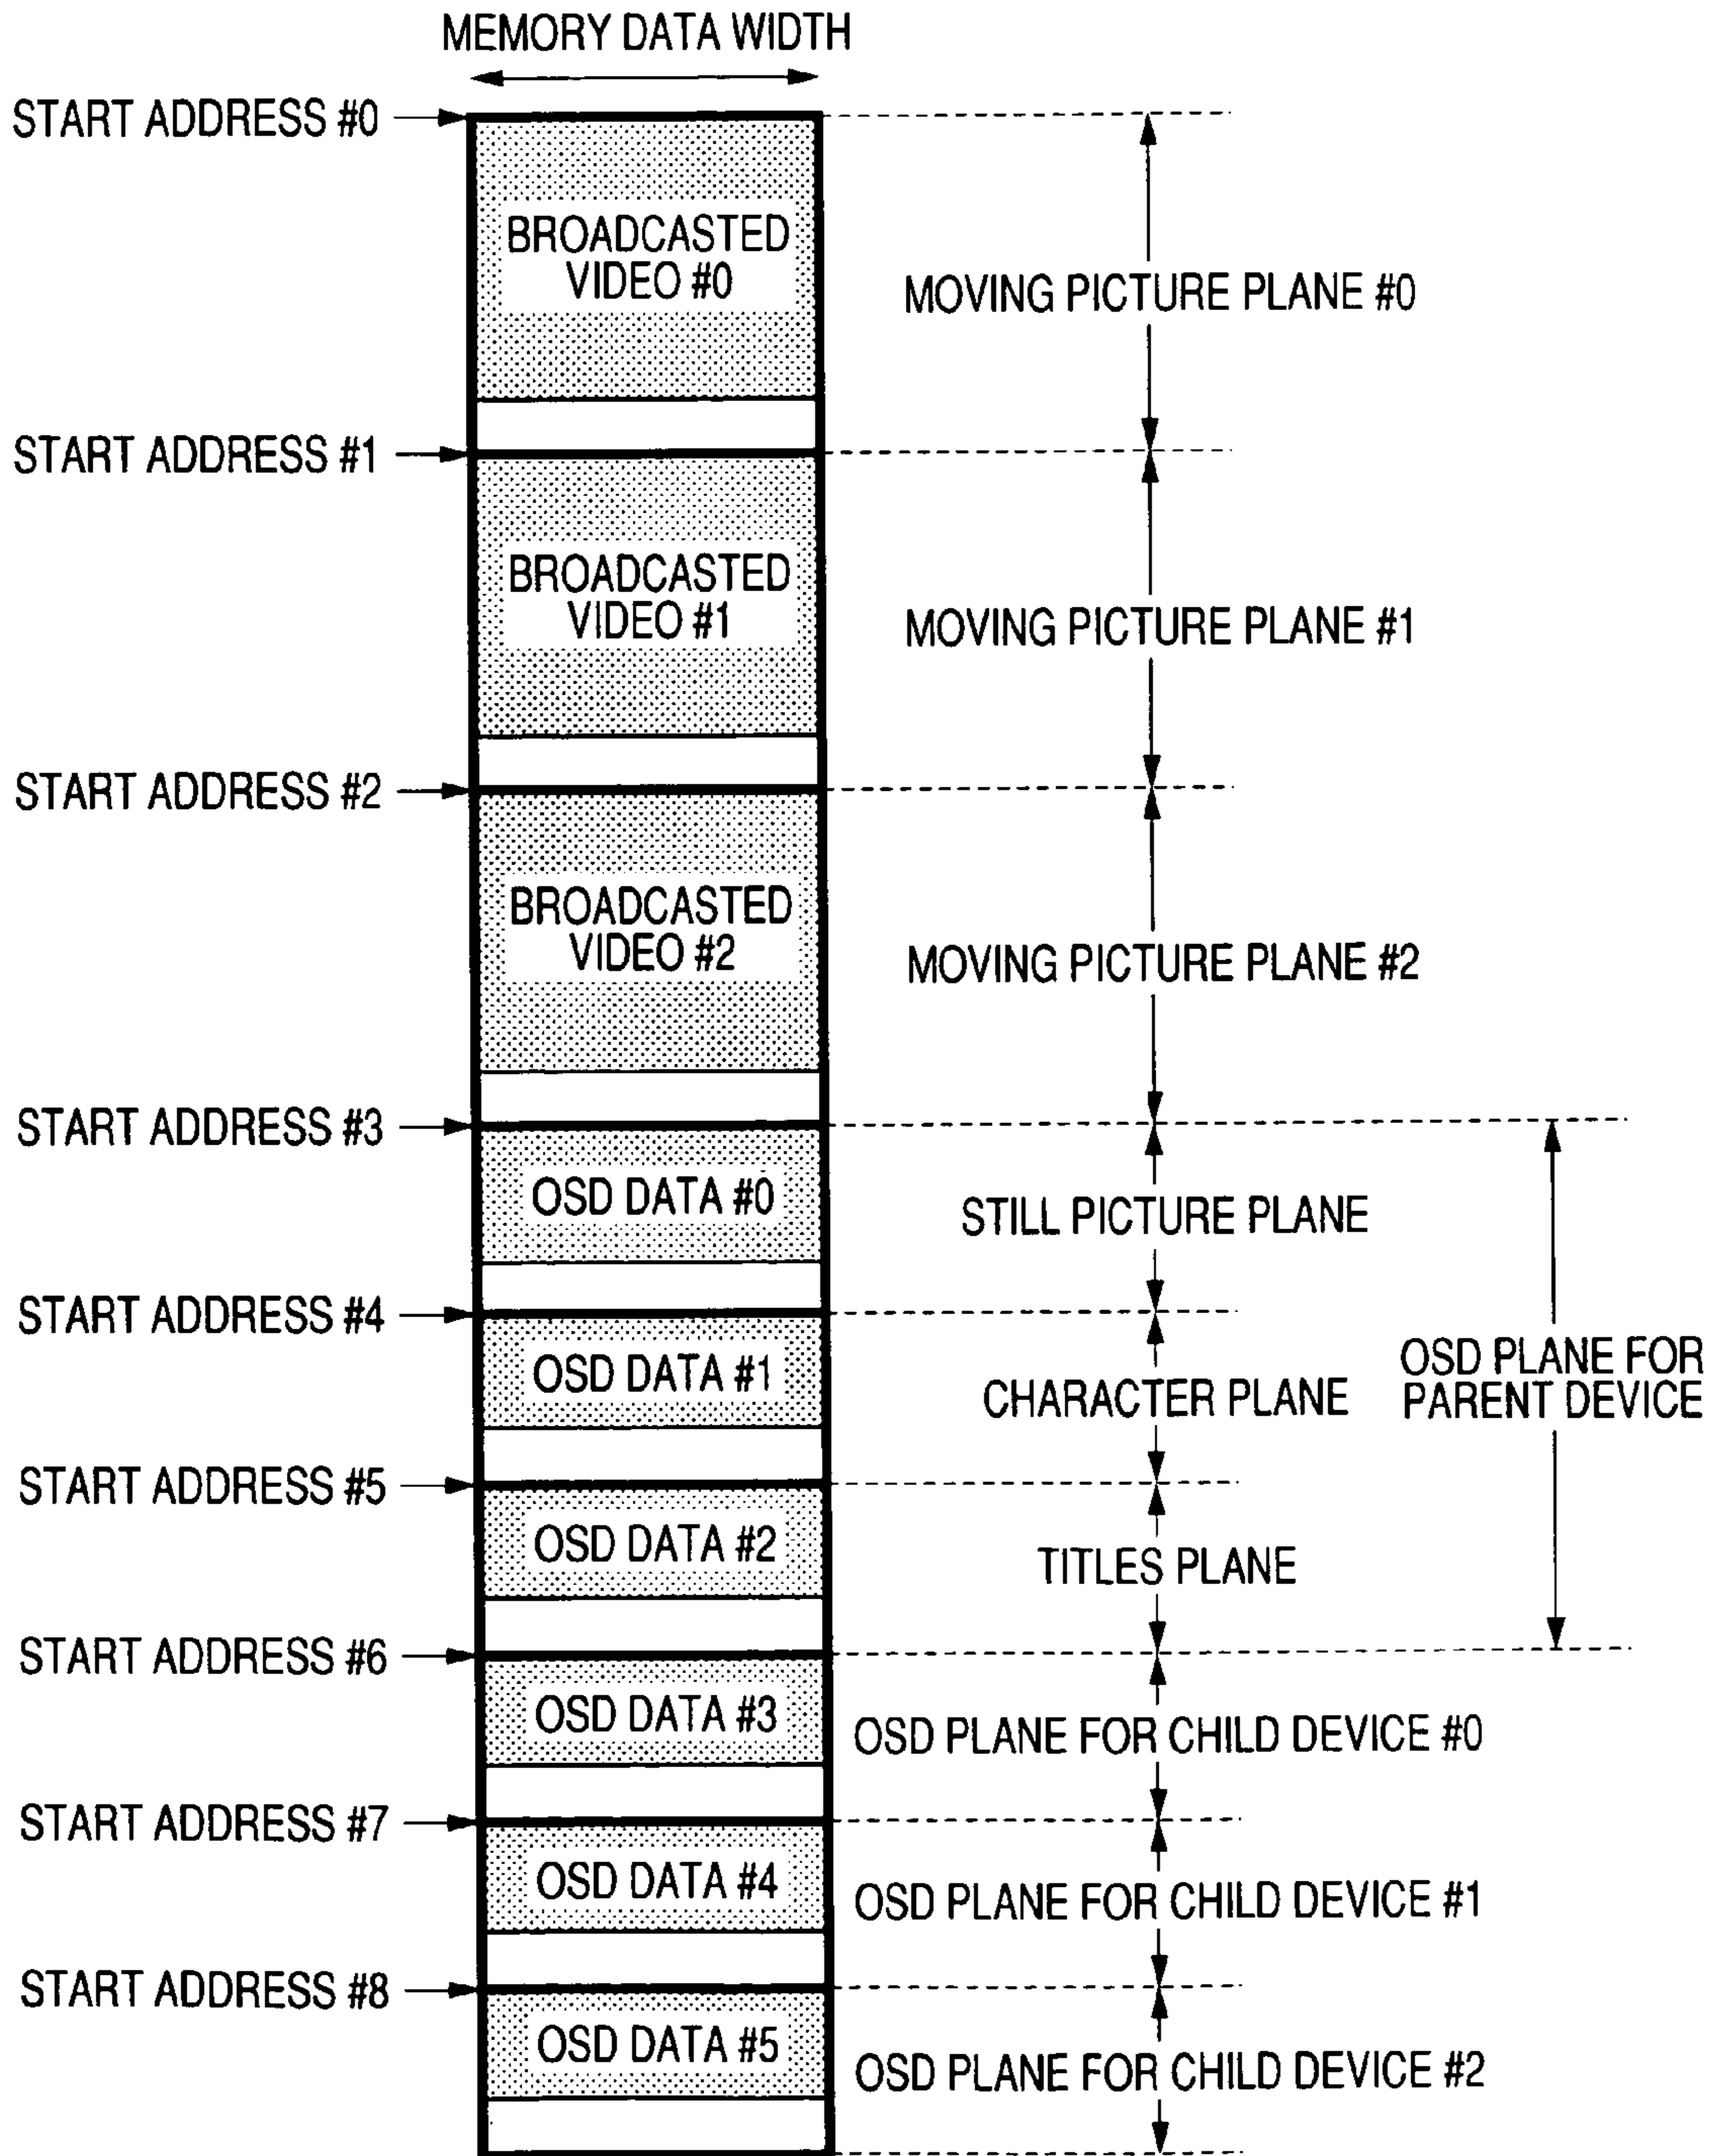 MEMORY DATA WIDTH
START ADDRESS #0
BROADCASTED
VIDEO #0
MOVING PICTURE PLANE #0
START ADDRESS #1
BROADCASTED
VIDEO #1
MOVING PICTURE PLANE #1
START ADDRESS #2
BROADCASTED
VIDEO #2
MOVING PICTURE PLANE #2
START ADDRESS #3
OSD DATA #0
STILL PICTURE PLANE
START ADDRESS #4
OSD DATA #1
CHARACTER PLANE
OSD PLANE FOR
PARENT DEVICE
START ADDRESS #5
OSD DATA #2
TITLES PLANE
START ADDRESS #6
OSD DATA #3
OSD PLANE FOR CHILD DEVICE #0
START ADDRESS #7
OSD DATA #4
OSD PLANE FOR CHILD DEVICE #1
START ADDRESS #8
OSD DATA #5
OSD PLANE FOR CHILD DEVICE #2